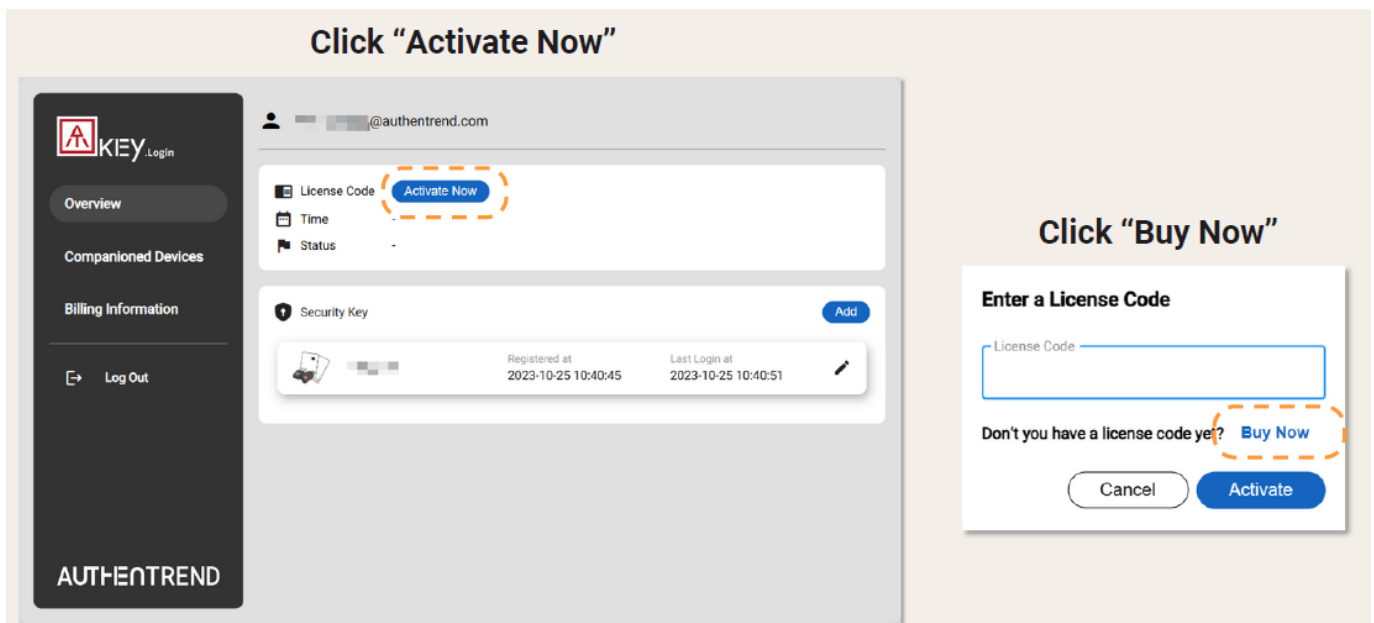 Click “Activate Now”
ATKEY.Login
Overview
Companioned Devices
Billing Information
Log Out
AUTHENTREND
@authentrend.com
License Code Activate Now
Time -
Status -
Security Key Add
Registered at Last Login at
2023-10-25 10:40:45 2023-10-25 10:40:51
Click “Buy Now”
Enter a License Code
License Code
Don't you have a license code yet? Buy Now
Cancel Activate